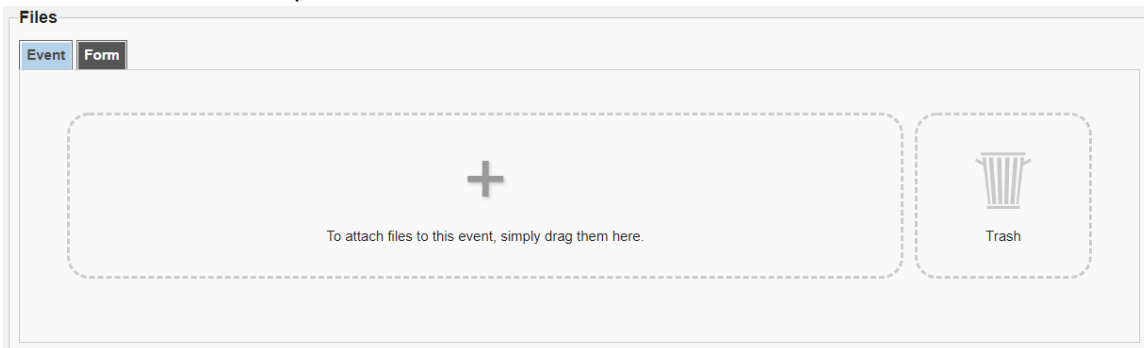 Files
Event Form
To attach files to this event, simply drag them here.
Trash